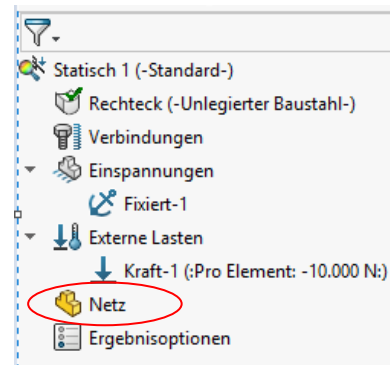 Statisch 1 (-Standard-)
Rechteck (-Unlegierter Baustahl-)
Verbindungen
Einspannungen
Fixiert-1
Externe Lasten
Kraft-1 (:Pro Element: -10.000 N:)
Netz
Ergebnisoptionen